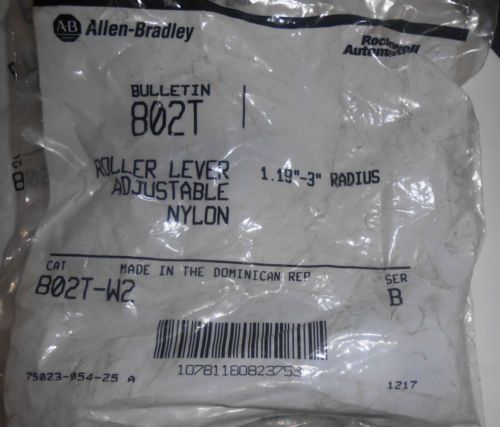 AB Allen-Bradley
Automation
BULLETIN
802T
ROLLER LEVER 1.19"-3" RADIUS
ADJUSTABLE
NYLON
CAT MADE IN THE DOMINICAN REP SER
802T-W2 B
10781180823753
75023-054-25 A 1217